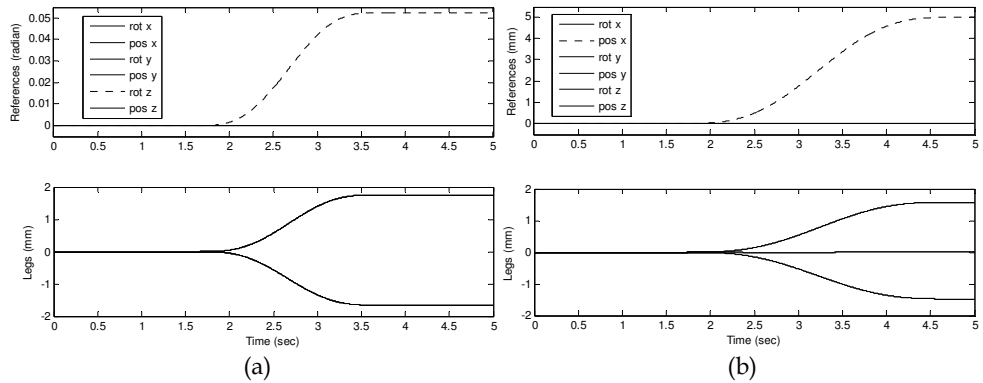 References (radian)
0.05
0.04
0.03
0.02
0.01
0
rot x
pos x
rot y
pos y
rot z
pos z
0 0.5 1 1.5 2 2.5 3 3.5 4 4.5 5
Legs (mm)
2
1
0
-1
-2
0 0.5 1 1.5 2 2.5 3 3.5 4 4.5 5
Time (sec)
(a)
References (mm)
5
4
3
2
1
0
rot x
pos x
rot y
pos y
rot z
pos z
0 0.5 1 1.5 2 2.5 3 3.5 4 4.5 5
Legs (mm)
2
1
0
-1
-2
0 0.5 1 1.5 2 2.5 3 3.5 4 4.5 5
Time (sec)
(b)